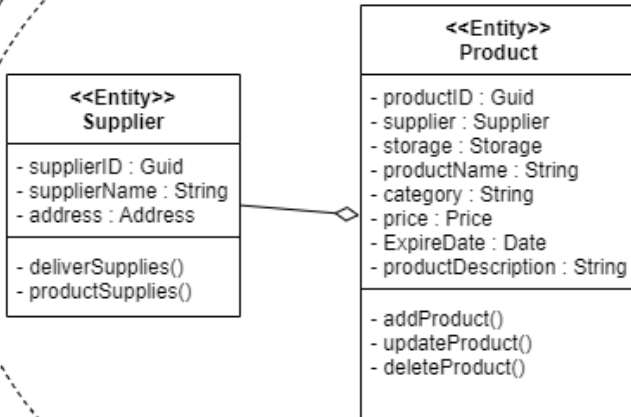 <<Entity>>
Supplier
- supplierID : Guid
- supplierName : String
- address : Address
- deliverSupplies()
- productSupplies()
<<Entity>>
Product
- productID : Guid
- supplier : Supplier
- storage : Storage
- productName : String
- category : String
- price : Price
- ExpireDate : Date
- productDescription : String
- addProduct()
- updateProduct()
- deleteProduct()